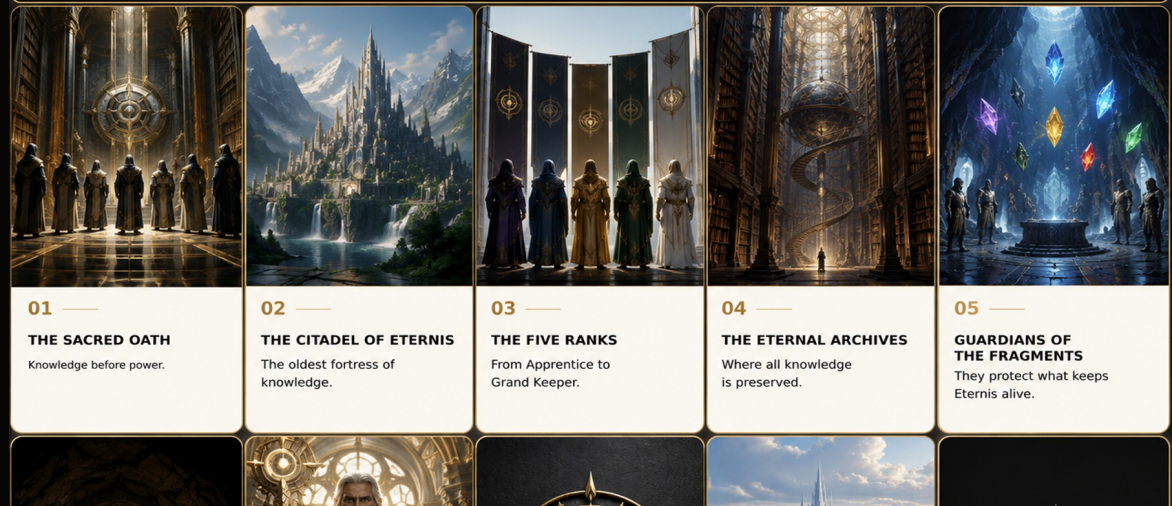 01
THE SACRED OATH
Knowledge before power.
02
THE CITADEL OF ETERNIS
The oldest fortress of
knowledge.
03
THE FIVE RANKS
From Apprentice to
Grand Keeper.
04
THE ETERNAL ARCHIVES
Where all knowledge
is preserved.
05
GUARDIANS OF
THE FRAGMENTS
They protect what keeps
Eternis alive.